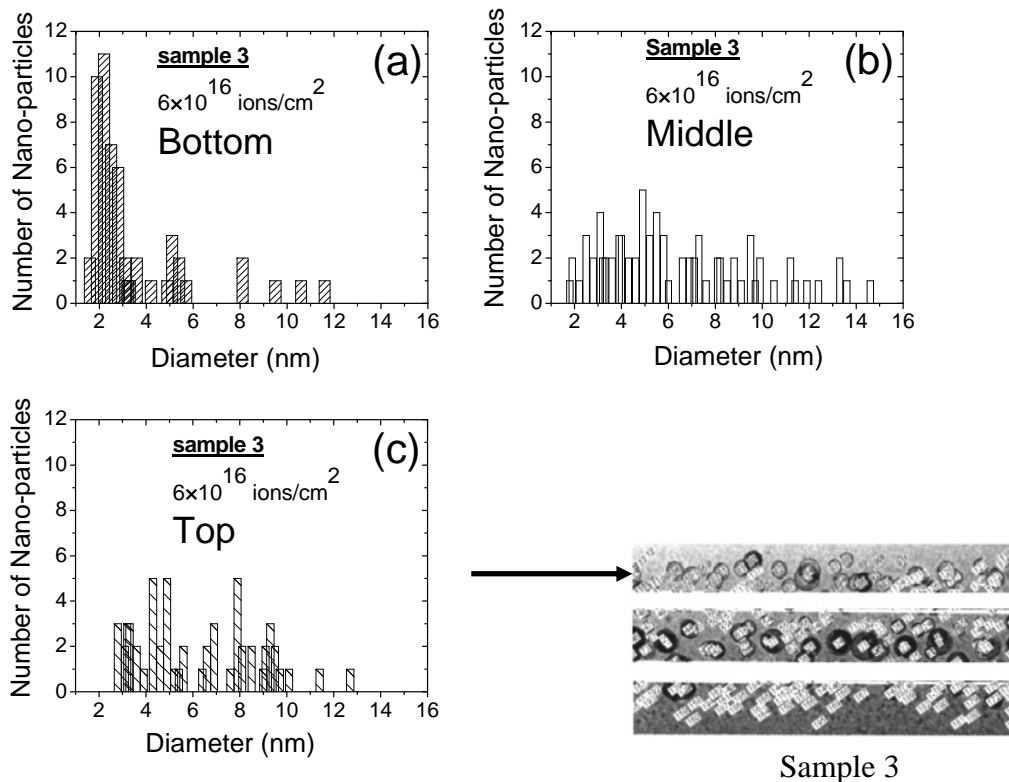 12
10
8
6
4
2
0
Number of Nano-particles
sample 3
6×10^16 ions/cm^2
Bottom
(a)
2 4 6 8 10 12 14 16
Diameter (nm)
12
10
8
6
4
2
0
Number of Nano-particles
Sample 3
6×10^16 ions/cm^2
Middle
(b)
2 4 6 8 10 12 14 16
Diameter (nm)
12
10
8
6
4
2
0
Number of Nano-particles
sample 3
6×10^16 ions/cm^2
Top
(c)
2 4 6 8 10 12 14 16
Diameter (nm)
Sample 3